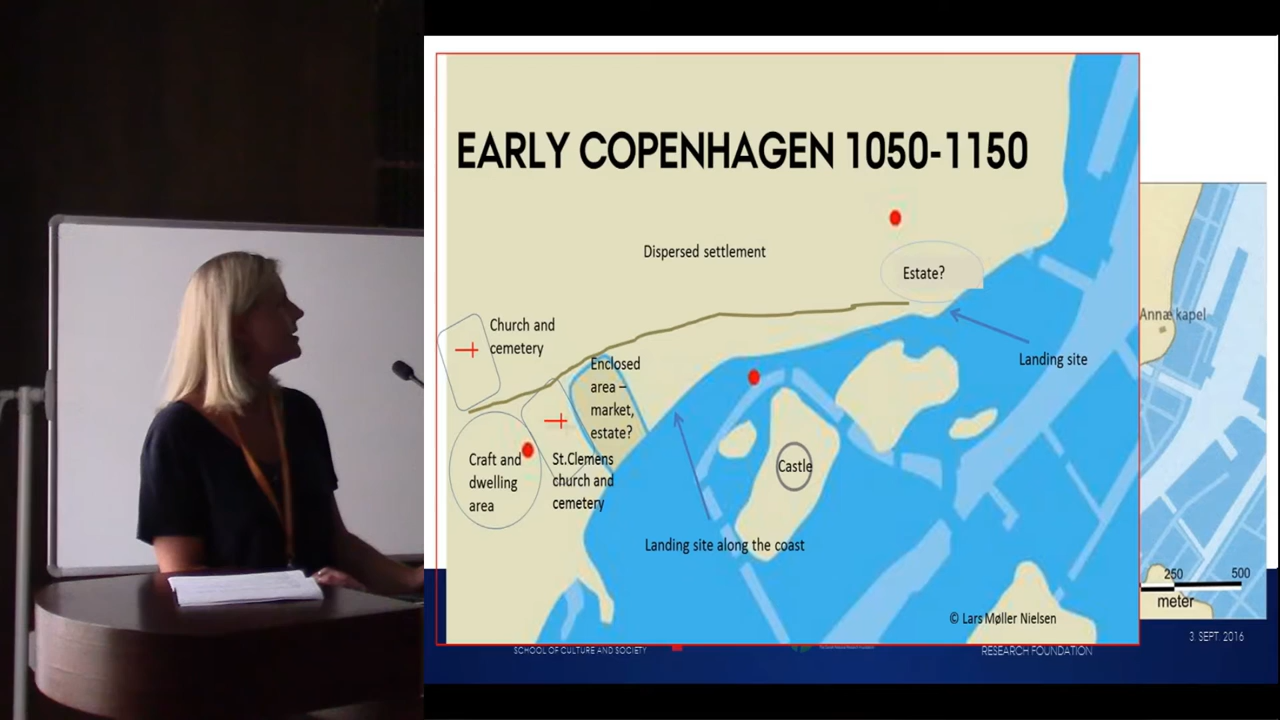 EARLY COPENHAGEN 1050-1150
Dispersed settlement
Estate?
Annæ kapel
Church and
cemetery
Landing site
Enclosed
area –
market,
estate?
Craft and
dwelling
area
St.Clemens
church and
cemetery
Castle
Landing site along the coast
250 500
meter
© Lars Møller Nielsen
3. SEPT. 2016
SCHOOL OF CULTURE AND SOCIETY
RESEARCH FOUNDATION